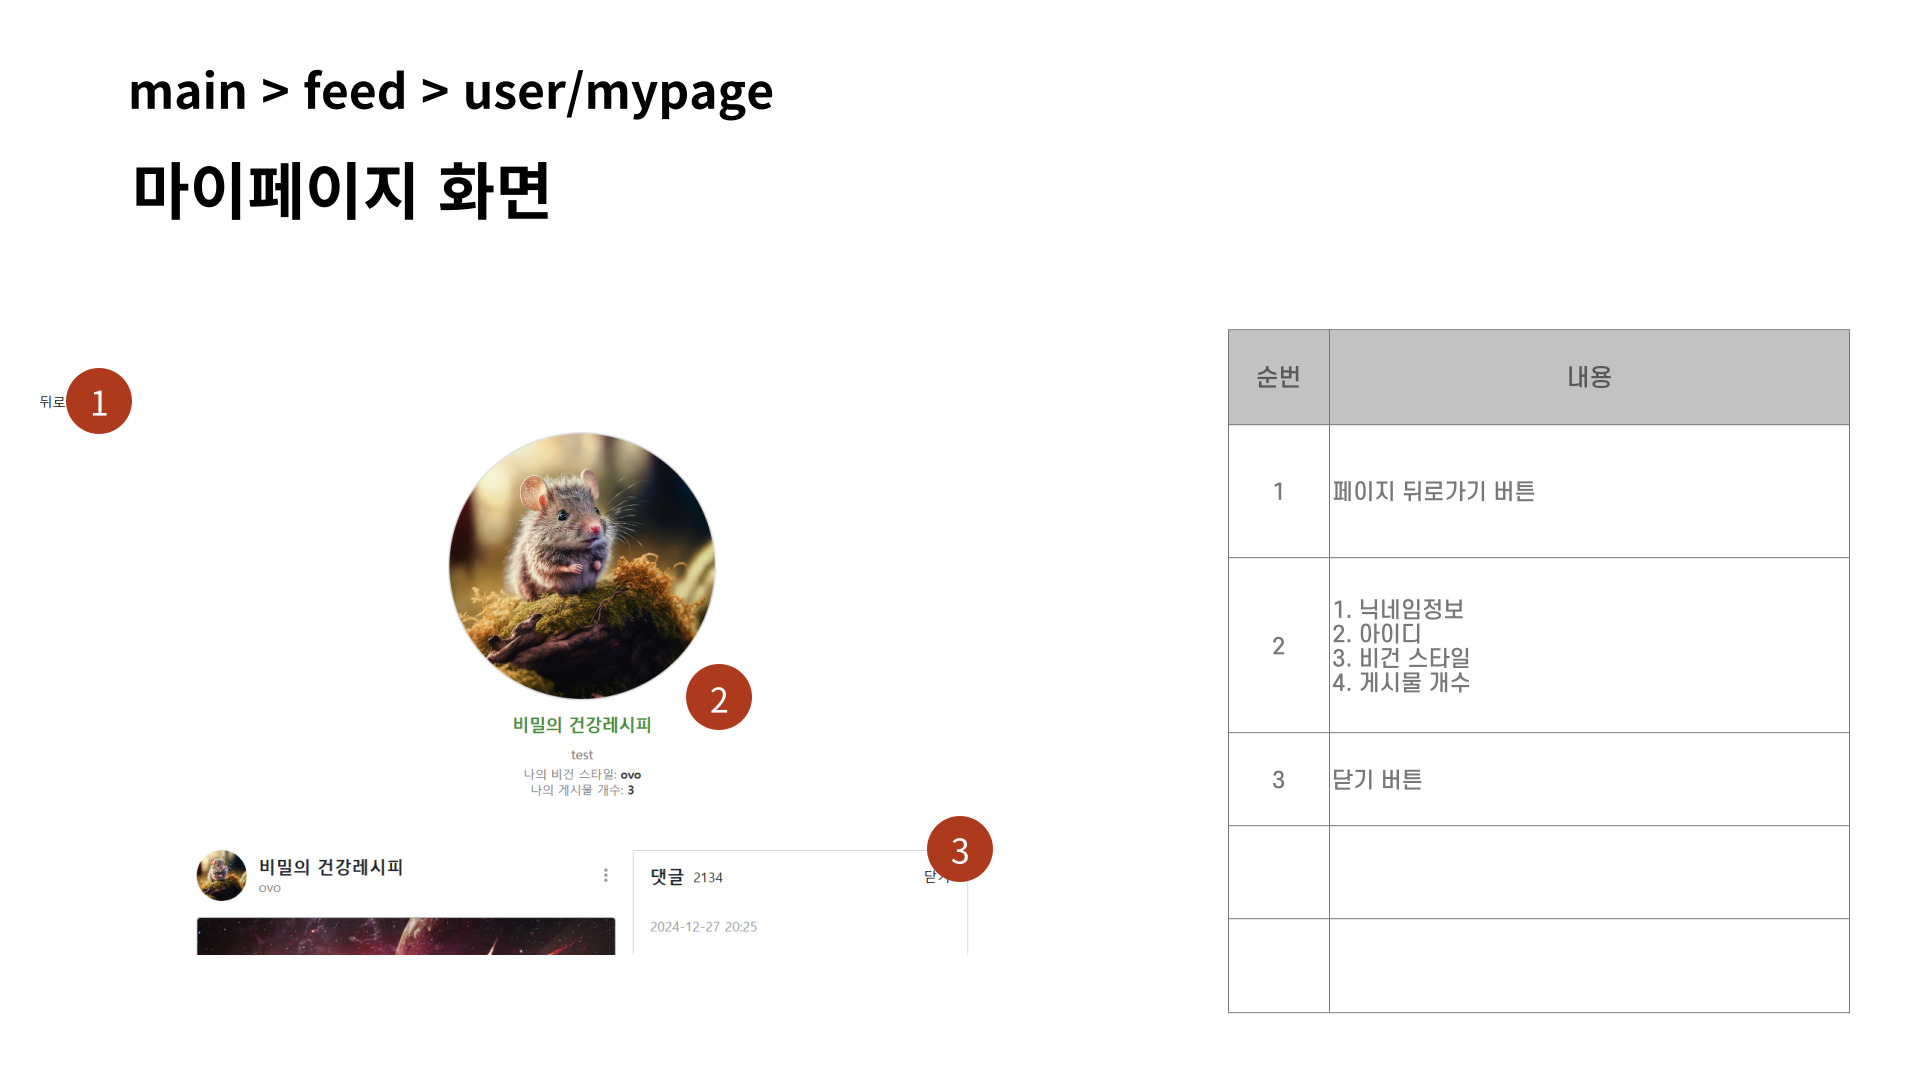 main > feed > user/mypage
마이페이지 화면
뒤로
1
2
비밀의 건강레시피
test
나의 비건 스타일: ovo
나의 게시물 개수: 3
3
비밀의 건강레시피
ovo
댓글 2134
2024-12-27 20:25
순번 내용
1 페이지 뒤로가기 버튼
2
1. 닉네임정보
2. 아이디
3. 비건 스타일
4. 게시물 개수
3 닫기 버튼